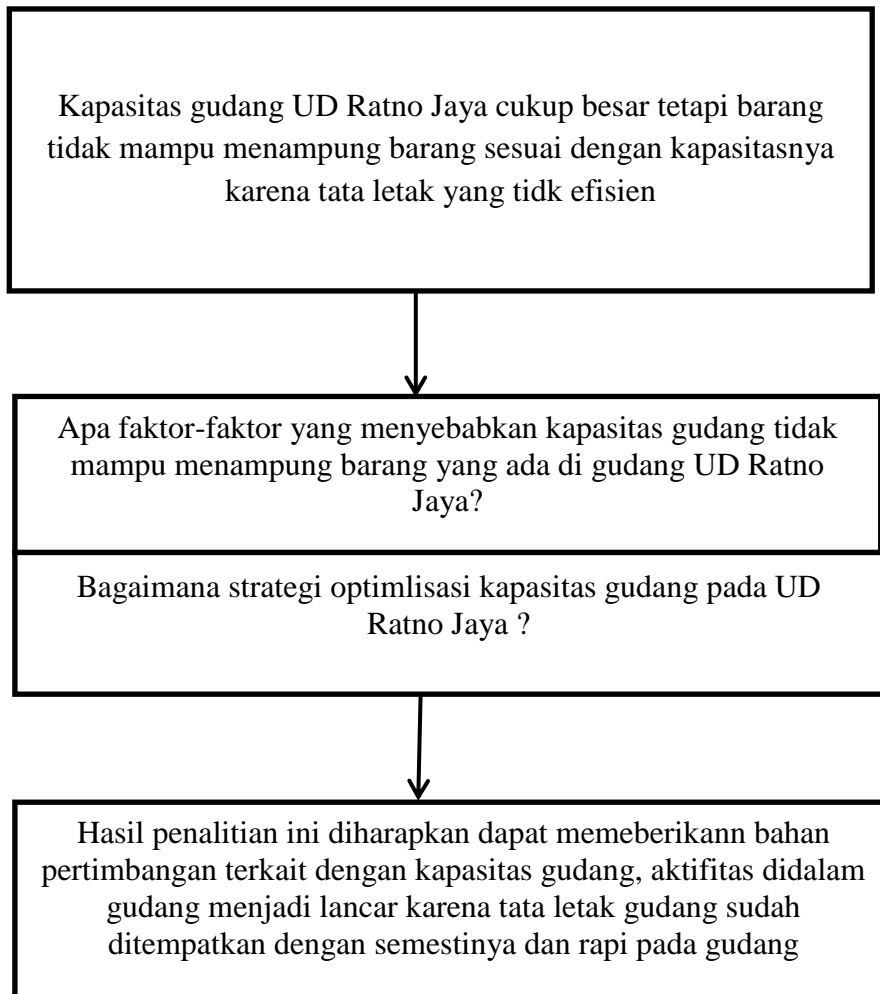 Kapasitas gudang UD Ratno Jaya cukup besar tetapi barang
tidak mampu menampung barang sesuai dengan kapasitasnya
karena tata letak yang tidk efisien
Apa faktor-faktor yang menyebabkan kapasitas gudang tidak
mampu menampung barang yang ada di gudang UD Ratno
Jaya?
Bagaimana strategi optimlisasi kapasitas gudang pada UD
Ratno Jaya ?
Hasil penalitian ini diharapkan dapat memeberikann bahan
pertimbangan terkait dengan kapasitas gudang, aktifitas didalam
gudang menjadi lancar karena tata letak gudang sudah
ditempatkan dengan semestinya dan rapi pada gudang